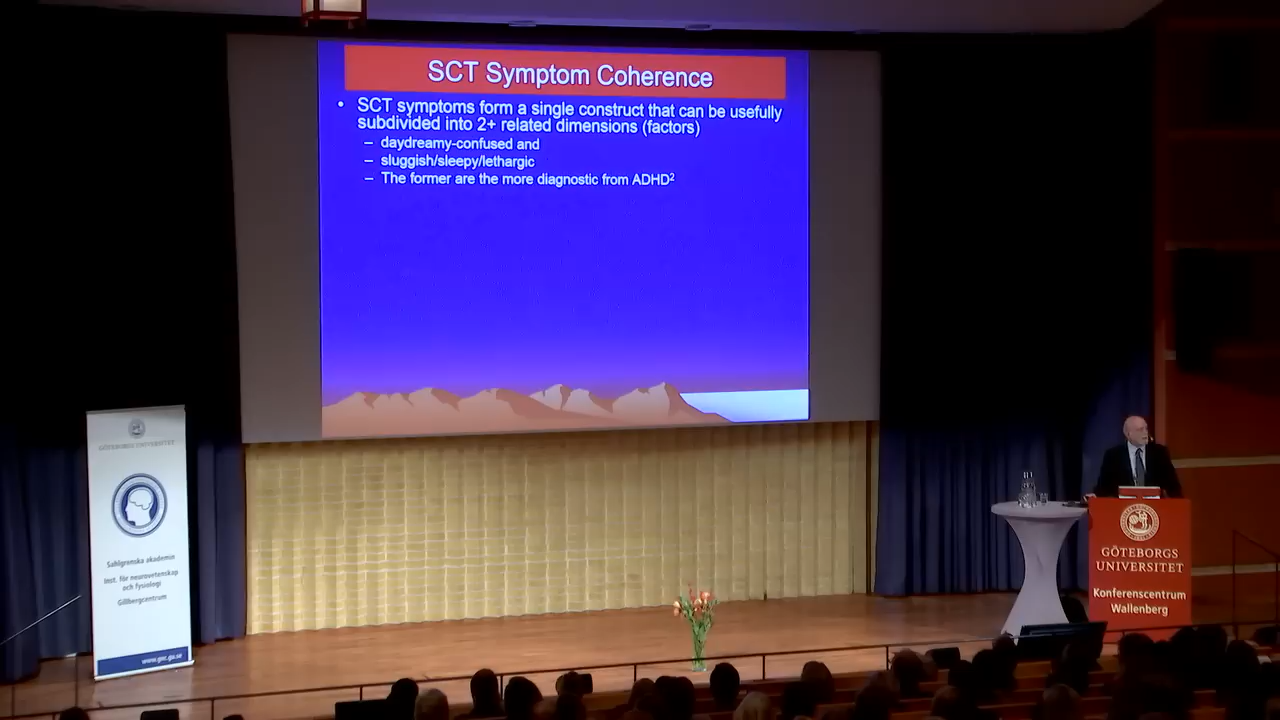 SCT Symptom Coherence
• SCT symptoms form a single construct that can be usefully
subdivided into 2+ related dimensions (factors)
– daydreamy-confused and
– sluggish/sleepy/lethargic
– The former are the more diagnostic from ADHD²
GÖTEBORGS UNIVERSITET
Sahlgrenska akademin
Inst. för neurovetenskap
och fysiologi
Gillbergcentrum
www.gnc.gu.se
GÖTEBORGS
UNIVERSITET
Konferenscentrum
Wallenberg